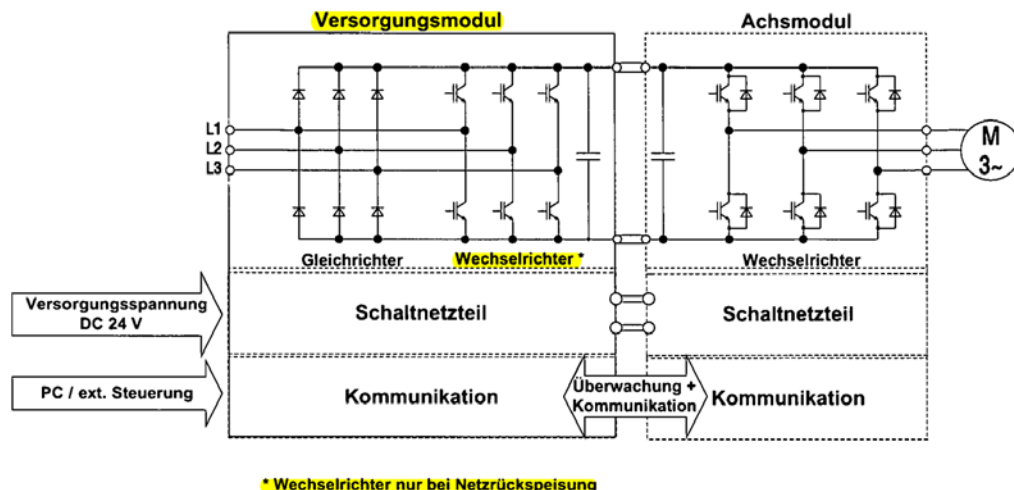 Versorgungsmodul
Achsmodul
L1
L2
L3
M
3~
Gleichrichter
Wechselrichter *
Wechselrichter
Versorgungsspannung
DC 24 V
Schaltnetzteil
Schaltnetzteil
PC / ext. Steuerung
Kommunikation
Überwachung +
Kommunikation
Kommunikation
* Wechselrichter nur bei Netzrückspeisung